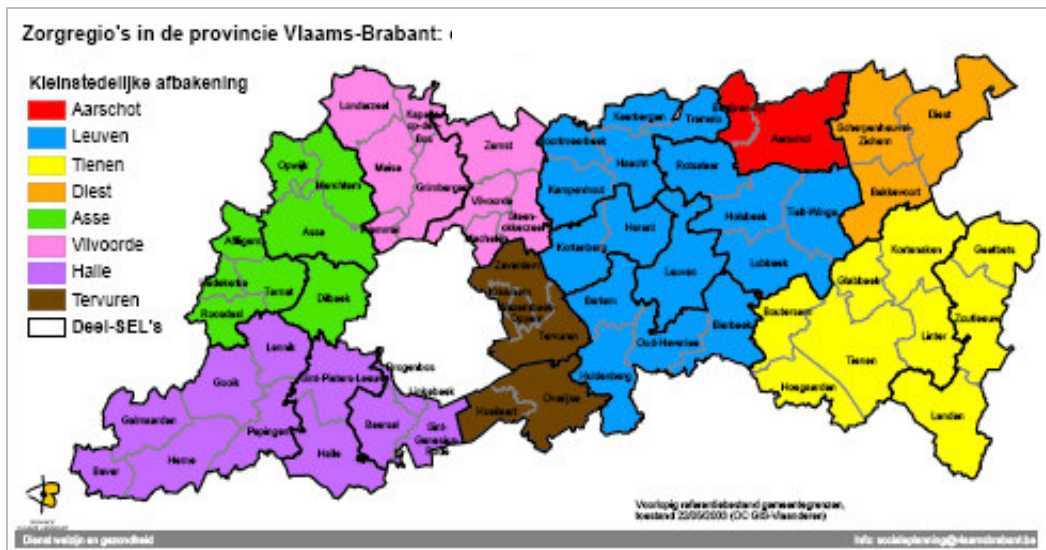 Zorgregio's in de provincie Vlaams-Brabant:
Kleinstedelijke afbakening
Aarschot
Leuven
Tienen
Diest
Asse
Vilvoorde
Halle
Tervuren
Deel-SEL's
Londerzeel
Kapelle-
op-den-
Bos
Meise
Grimbergen
Zemst
Vilvoorde
Steen-
okkerzeel
Machelen
Opwijk
Merchtem
Asse
Affligem
Ternat
Roosdaal
Dilbeek
Lennik
Gooik
Sint-Pieters-Leeuw
Drogenbos
Linkebeek
Galmaarden
Pepingen
Beersel
Sint-
Genesius-
Rode
Bever
Herne
Halle
Zaventem
Tervuren
Hoeilaart
Overijse
Keerbergen
Tremelo
Boortmeerbeek
Haacht
Rotselaar
Kampenhout
Holsbeek
Tielt-Winge
Herent
Kortenberg
Leuven
Lubbeek
Bertem
Bierbeek
Oud-Heverlee
Huldenberg
Begijnendijk
Aarschot
Scherpenheuvel-
Zichem
Diest
Bekkevoort
Kortenaken
Geetbets
Glabbeek
Boutersem
Zoutleeuw
Linter
Tienen
Hoegaarden
Landen
Voorlopig referentiebestand gemeentegrenzen,
toestand 22/05/2003 (OC GIS-Vlaanderen)
Dienst welzijn en gezondheid
Info: socialeplanning@vlaamsbrabant.be